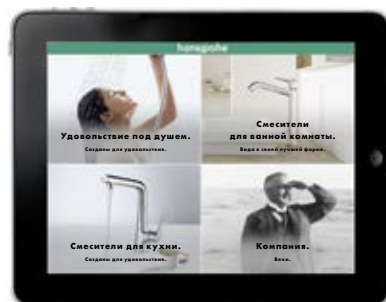 hansgrohe
Удовольствие под душем.
Созданы для удовольствия.
Смесители
для ванной комнаты.
Вода в своей лучшей форме.
Смесители для кухни.
Созданы для удовольствия.
Компания.
Вехи.